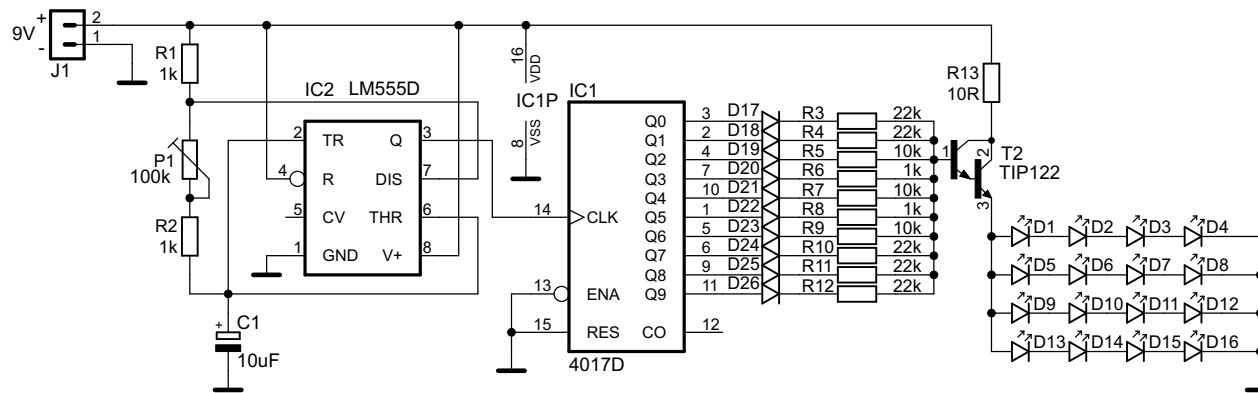 + 2
9V
- 1
J1
R1
1k
P1
100k
R2
1k
+ C1
10uF
IC2 LM555D
2 TR Q 3
4 R DIS 7
5 CV THR 6
1 GND V+ 8
16 VDD
IC1P
8 VSS
IC1
14 CLK
13 ENA
15 RES CO 12
4017D
Q0 3 D17 R3 22k
Q1 2 D18 R4 22k
Q2 4 D19 R5 10k
Q3 7 D20 R6 1k
Q4 10 D21 R7 10k
Q5 1 D22 R8 1k
Q6 5 D23 R9 10k
Q7 6 D24 R10 22k
Q8 9 D25 R11 22k
Q9 11 D26 R12 22k
R13
10R
1 2 T2
TIP122
3
D1 D2 D3 D4
D5 D6 D7 D8
D9 D10 D11 D12
D13 D14 D15 D16